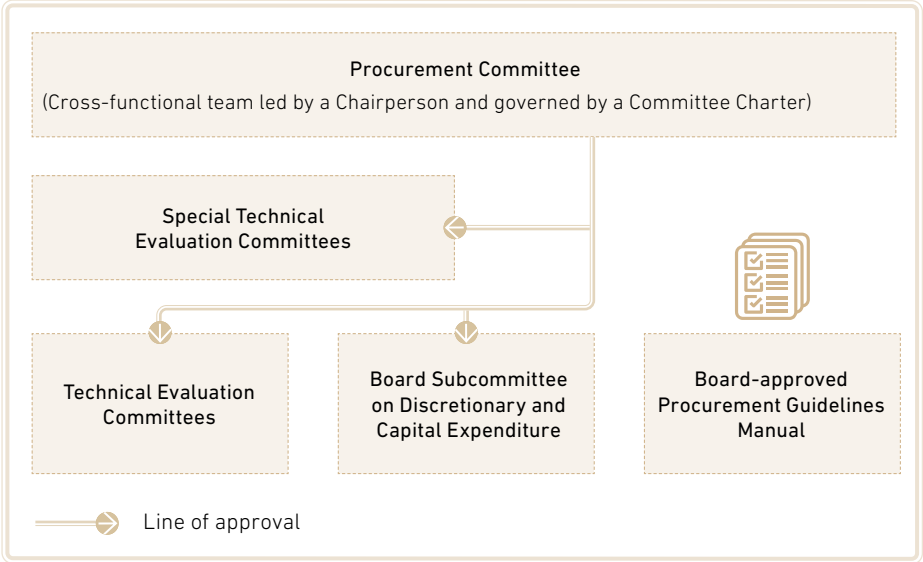 Procurement Committee
(Cross-functional team led by a Chairperson and governed by a Committee Charter)
Special Technical
Evaluation Committees
Technical Evaluation
Committees
Board Subcommittee
on Discretionary and
Capital Expenditure
Board-approved
Procurement Guidelines
Manual
Line of approval